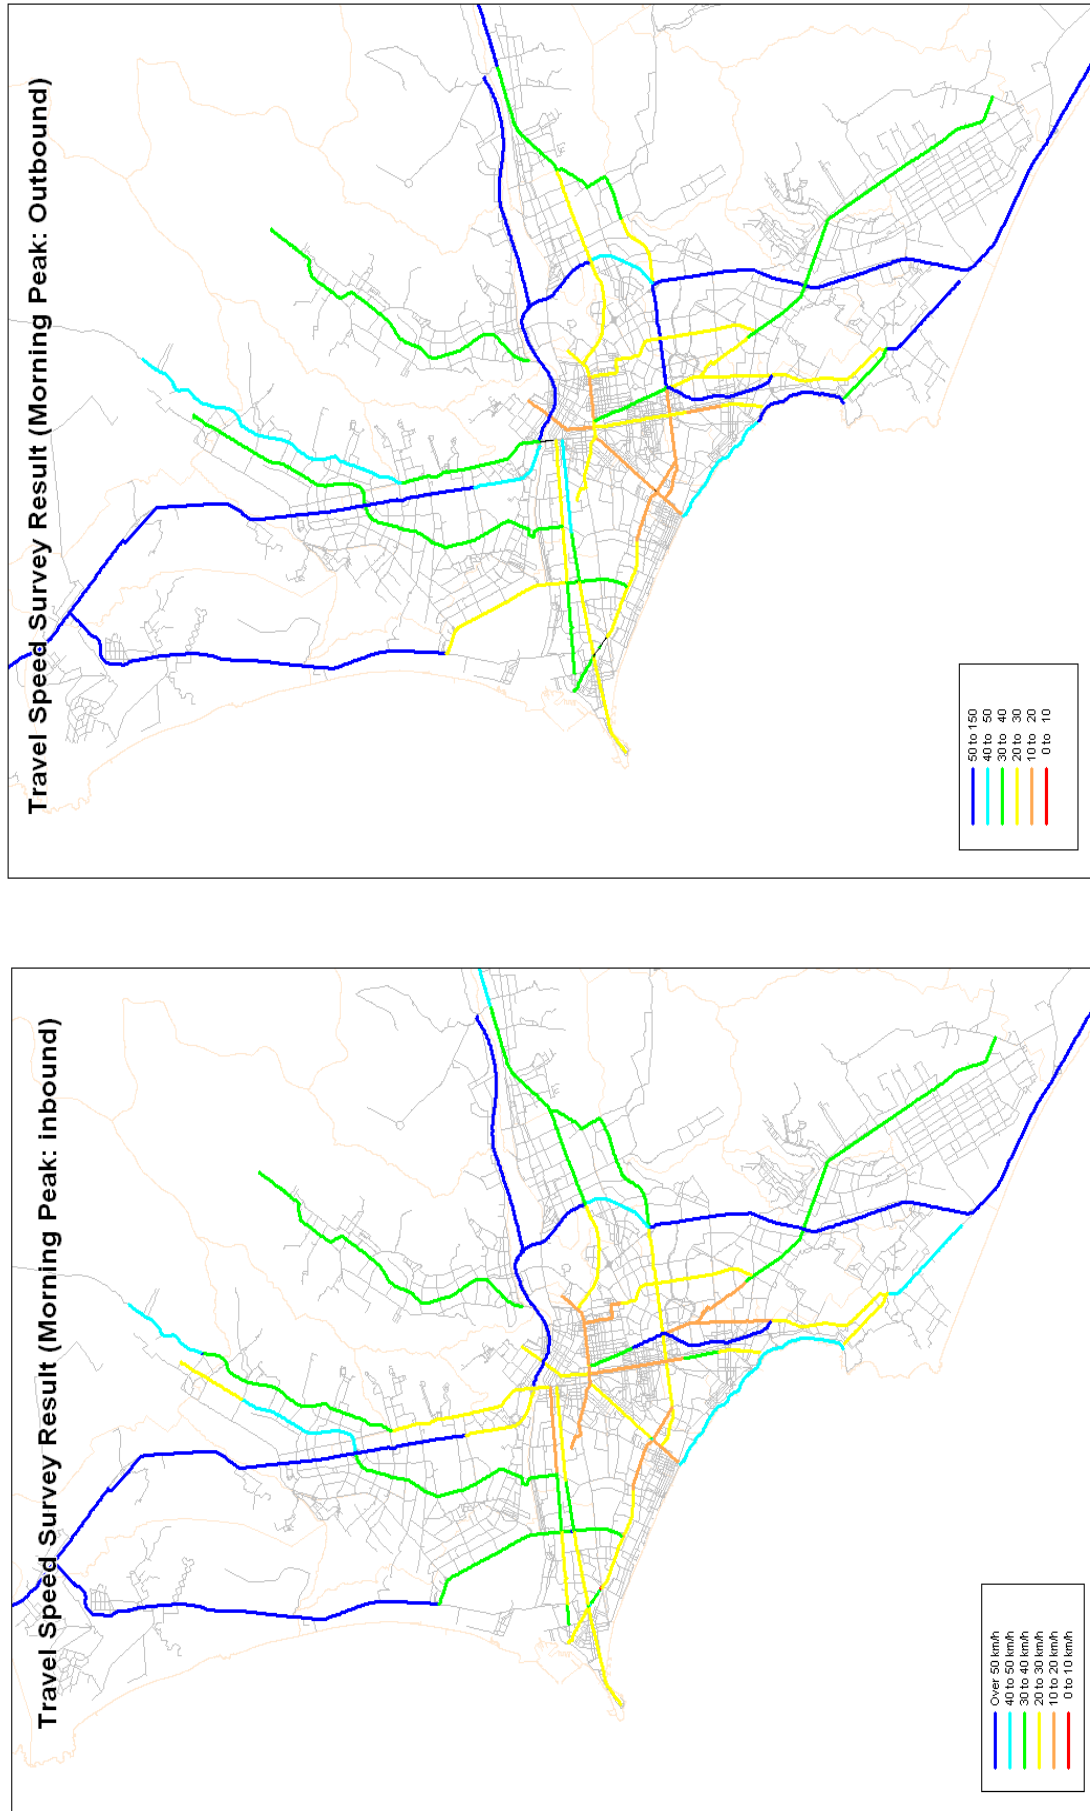 Travel Speed Survey Result (Morning Peak: Outbound)
50 to 150
40 to 50
30 to 40
20 to 30
10 to 20
0 to 10
Travel Speed Survey Result (Morning Peak: inbound)
Over 50 km/h
40 to 50 km/h
30 to 40 km/h
20 to 30 km/h
10 to 20 km/h
0 to 10 km/h